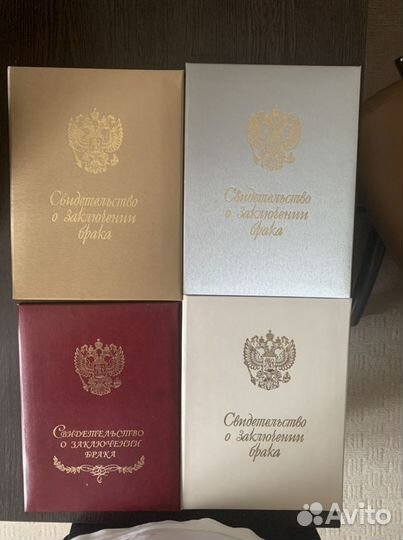 Свидетельство
о заключении
брака
Свидетельство
о заключении
брака
Свидетельство
о заключении
брака
Свидетельство
о заключении
брака
Avito